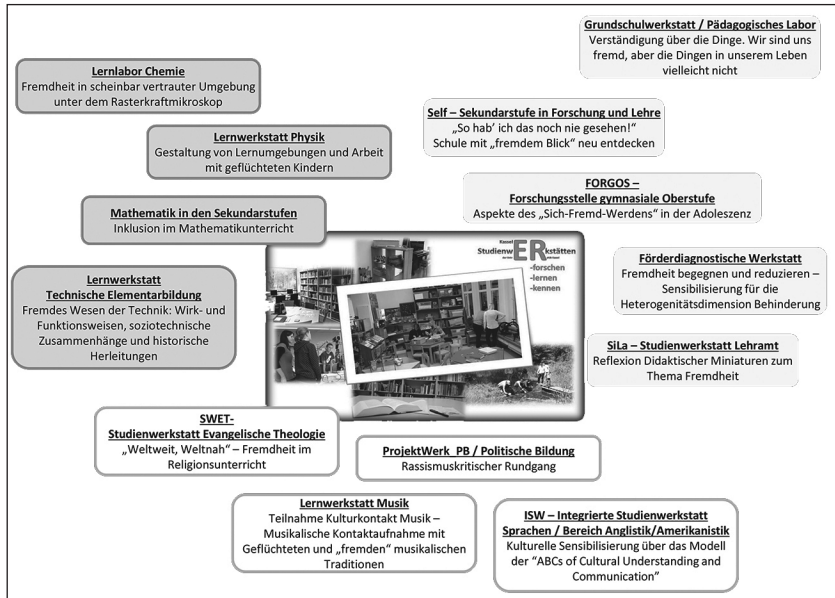 Grundschulwerkstatt / Pädagogisches Labor
Verständigung über die Dinge. Wir sind uns
fremd, aber die Dingen in unserem Leben
vielleicht nicht
Lernlabor Chemie
Fremdheit in scheinbar vertrauter Umgebung
unter dem Rasterkraftmikroskop
Self – Sekundarstufe in Forschung und Lehre
„So hab’ ich das noch nie gesehen!“
Schule mit „fremdem Blick“ neu entdecken
Lernwerkstatt Physik
Gestaltung von Lernumgebungen und Arbeit
mit geflüchteten Kindern
FORGOS –
Forschungsstelle gymnasiale Oberstufe
Aspekte des „Sich-Fremd-Werdens“ in der Adoleszenz
Mathematik in den Sekundarstufen
Inklusion im Mathematikunterricht
Kassel
StudienwERkstätten
-forschen
-lernen
-kennen
Förderdiagnostische Werkstatt
Fremdheit begegnen und reduzieren –
Sensibilisierung für die
Heterogenitätsdimension Behinderung
Lernwerkstatt
Technische Elementarbildung
Fremdes Wesen der Technik: Wirk- und
Funktionsweisen, soziotechnische
Zusammenhänge und historische
Herleitungen
SiLa – Studienwerkstatt Lehramt
Reflexion Didaktischer Miniaturen zum
Thema Fremdheit
SWET-
Studienwerkstatt Evangelische Theologie
„Weltweit, Weltnah“ – Fremdheit im
Religionsunterricht
ProjektWerk_PB / Politische Bildung
Rassismuskritischer Rundgang
Lernwerkstatt Musik
Teilnahme Kulturkontakt Musik –
Musikalische Kontaktaufnahme mit
Geflüchteten und „fremden“ musikalischen
Traditionen
ISW – Integrierte Studienwerkstatt
Sprachen / Bereich Anglistik/Amerikanistik
Kulturelle Sensibilisierung über das Modell
der “ABCs of Cultural Understanding and
Communication”